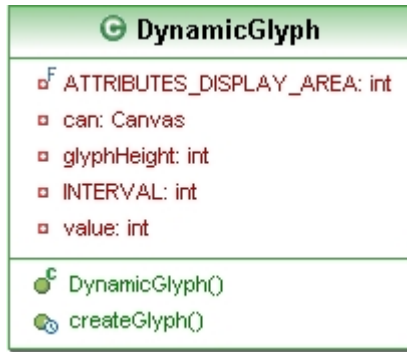 G DynamicGlyph
F ATTRIBUTES_DISPLAY_AREA: int
can: Canvas
glyphHeight: int
INTERVAL: int
value: int
C DynamicGlyph()
createGlyph()